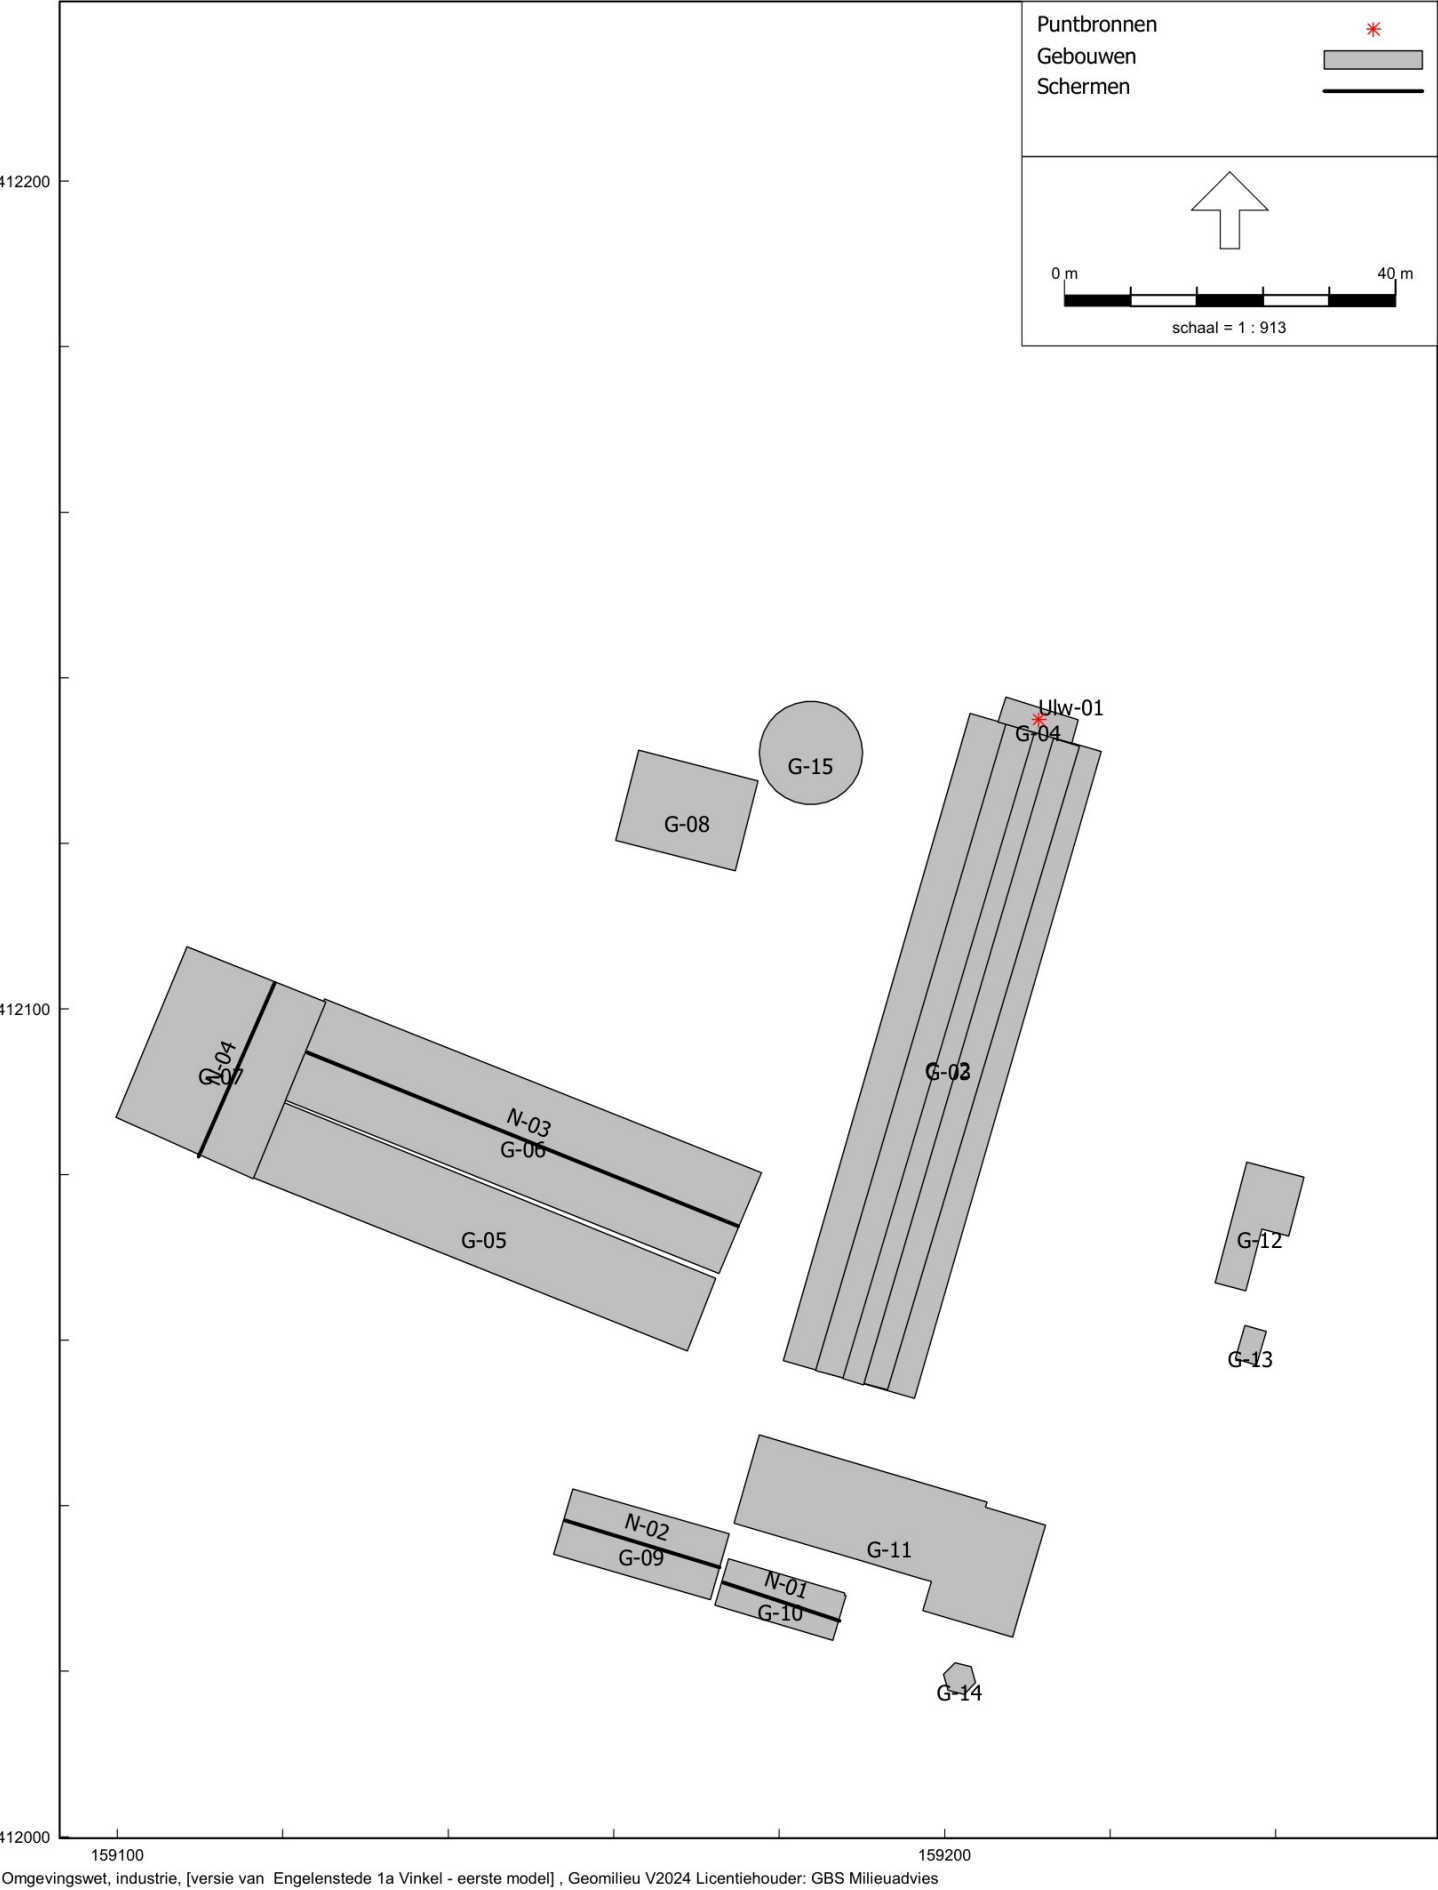 Puntbronnen
Gebouwen
Schermen
0 m
40 m
schaal = 1 : 913
412200
Ulw-01
G-04
G-15
G-08
412100
N-04
G-07
G-03
N-03
G-06
G-05
G-12
G-13
N-02
G-09
G-11
N-01
G-10
G-14
412000
159100
159200
Omgevingswet, industrie, [versie van Engelenstede 1a Vinkel - eerste model] , Geomilieu V2024 Licentiehouder: GBS Milieuadvies